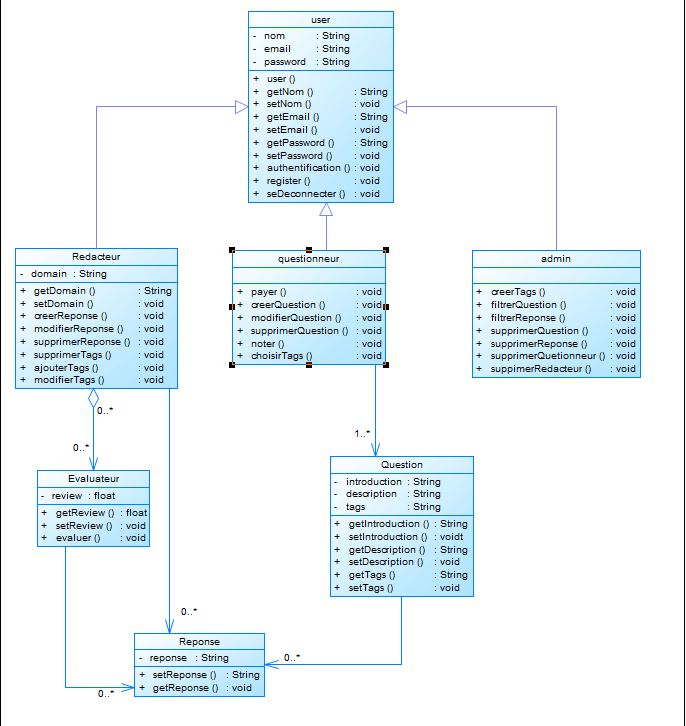 user
- nom : String
- email : String
- password : String
+ user ()
+ getNom () : String
+ setNom () : void
+ getEmail () : String
+ setEmail () : void
+ getPassword () : String
+ setPassword () : void
+ authentification () : void
+ register () : void
+ seDeconnecter () : void
Redacteur
- domain : String
+ getDomain () : String
+ setDomain () : void
+ creerReponse () : void
+ modifierReponse () : void
+ supprimerReponse () : void
+ supprimerTags () : void
+ ajouterTags () : void
+ modifierTags () : void
questionneur
+ payer () : void
+ creerQuestion () : void
+ modifierQuestion () : void
+ supprimerQuestion () : void
+ noter () : void
+ choisirTags () : void
admin
+ creerTags () : void
+ filtrerQuestion () : void
+ filtrerReponse () : void
+ supprimerQuestion () : void
+ supprimerReponse () : void
+ supprimerQuetionneur () : void
+ suppimerRedacteur () : void
0..*
0..*
1..*
Evaluateur
- review : float
+ getReview () : float
+ setReview () : void
+ evaluer () : void
Question
- introduction : String
- description : String
- tags : String
+ getIntroduction () : String
+ setIntroduction () : voidt
+ getDescription () : String
+ setDescription () : void
+ getTags () : String
+ setTags () : void
0..*
Reponse
- reponse : String
+ setReponse () : String
+ getReponse () : void
0..*
0..*